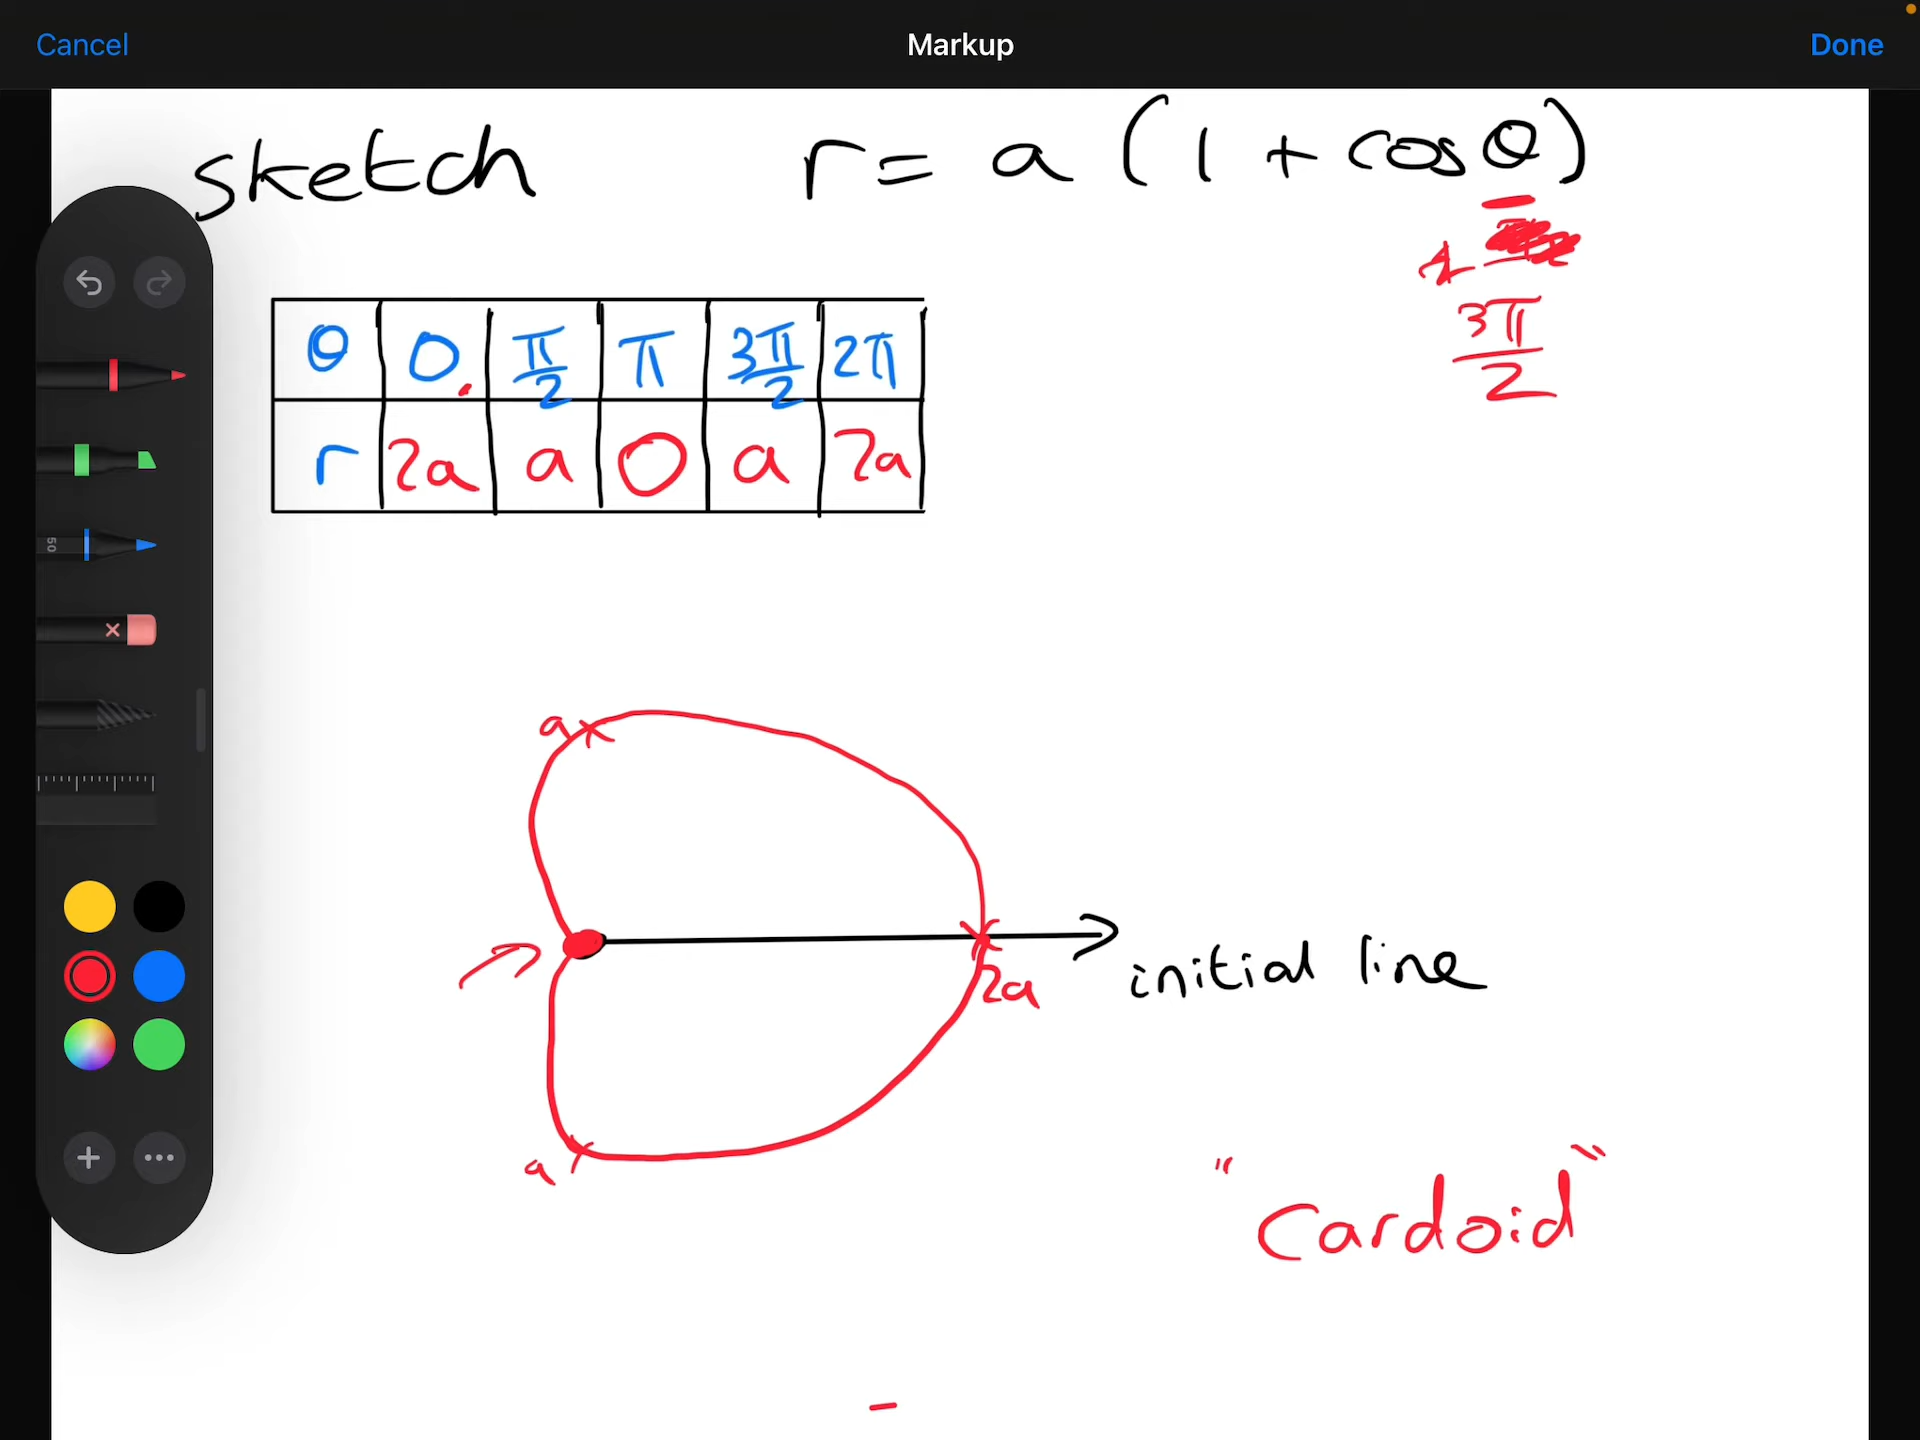 Cancel Markup Done
sketch r = a (1 + cos θ)
3π
2
θ 0 π/2 π 3π/2 2π
r 2a a 0 a 2a
50
a
initial line
2a
a
"cardoid"